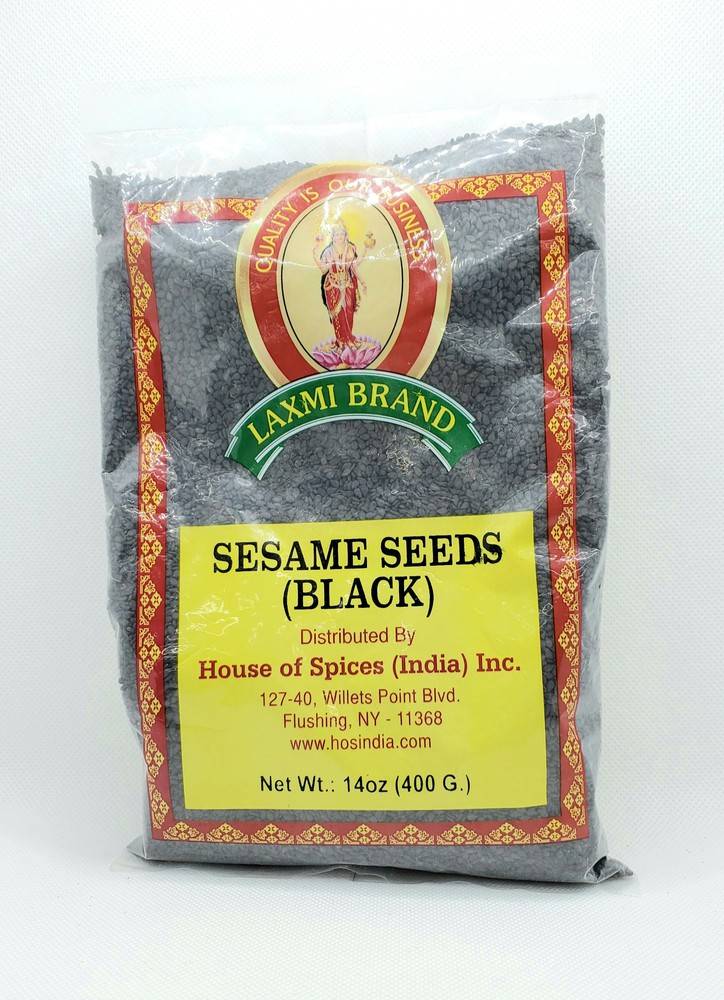 QUALITY IS OUR BUSINESS
LAXMI BRAND
SESAME SEEDS
(BLACK)
Distributed By
House of Spices (India) Inc.
127-40, Willets Point Blvd.
Flushing, NY - 11368
www.hosindia.com
Net Wt.: 14oz (400 G.)